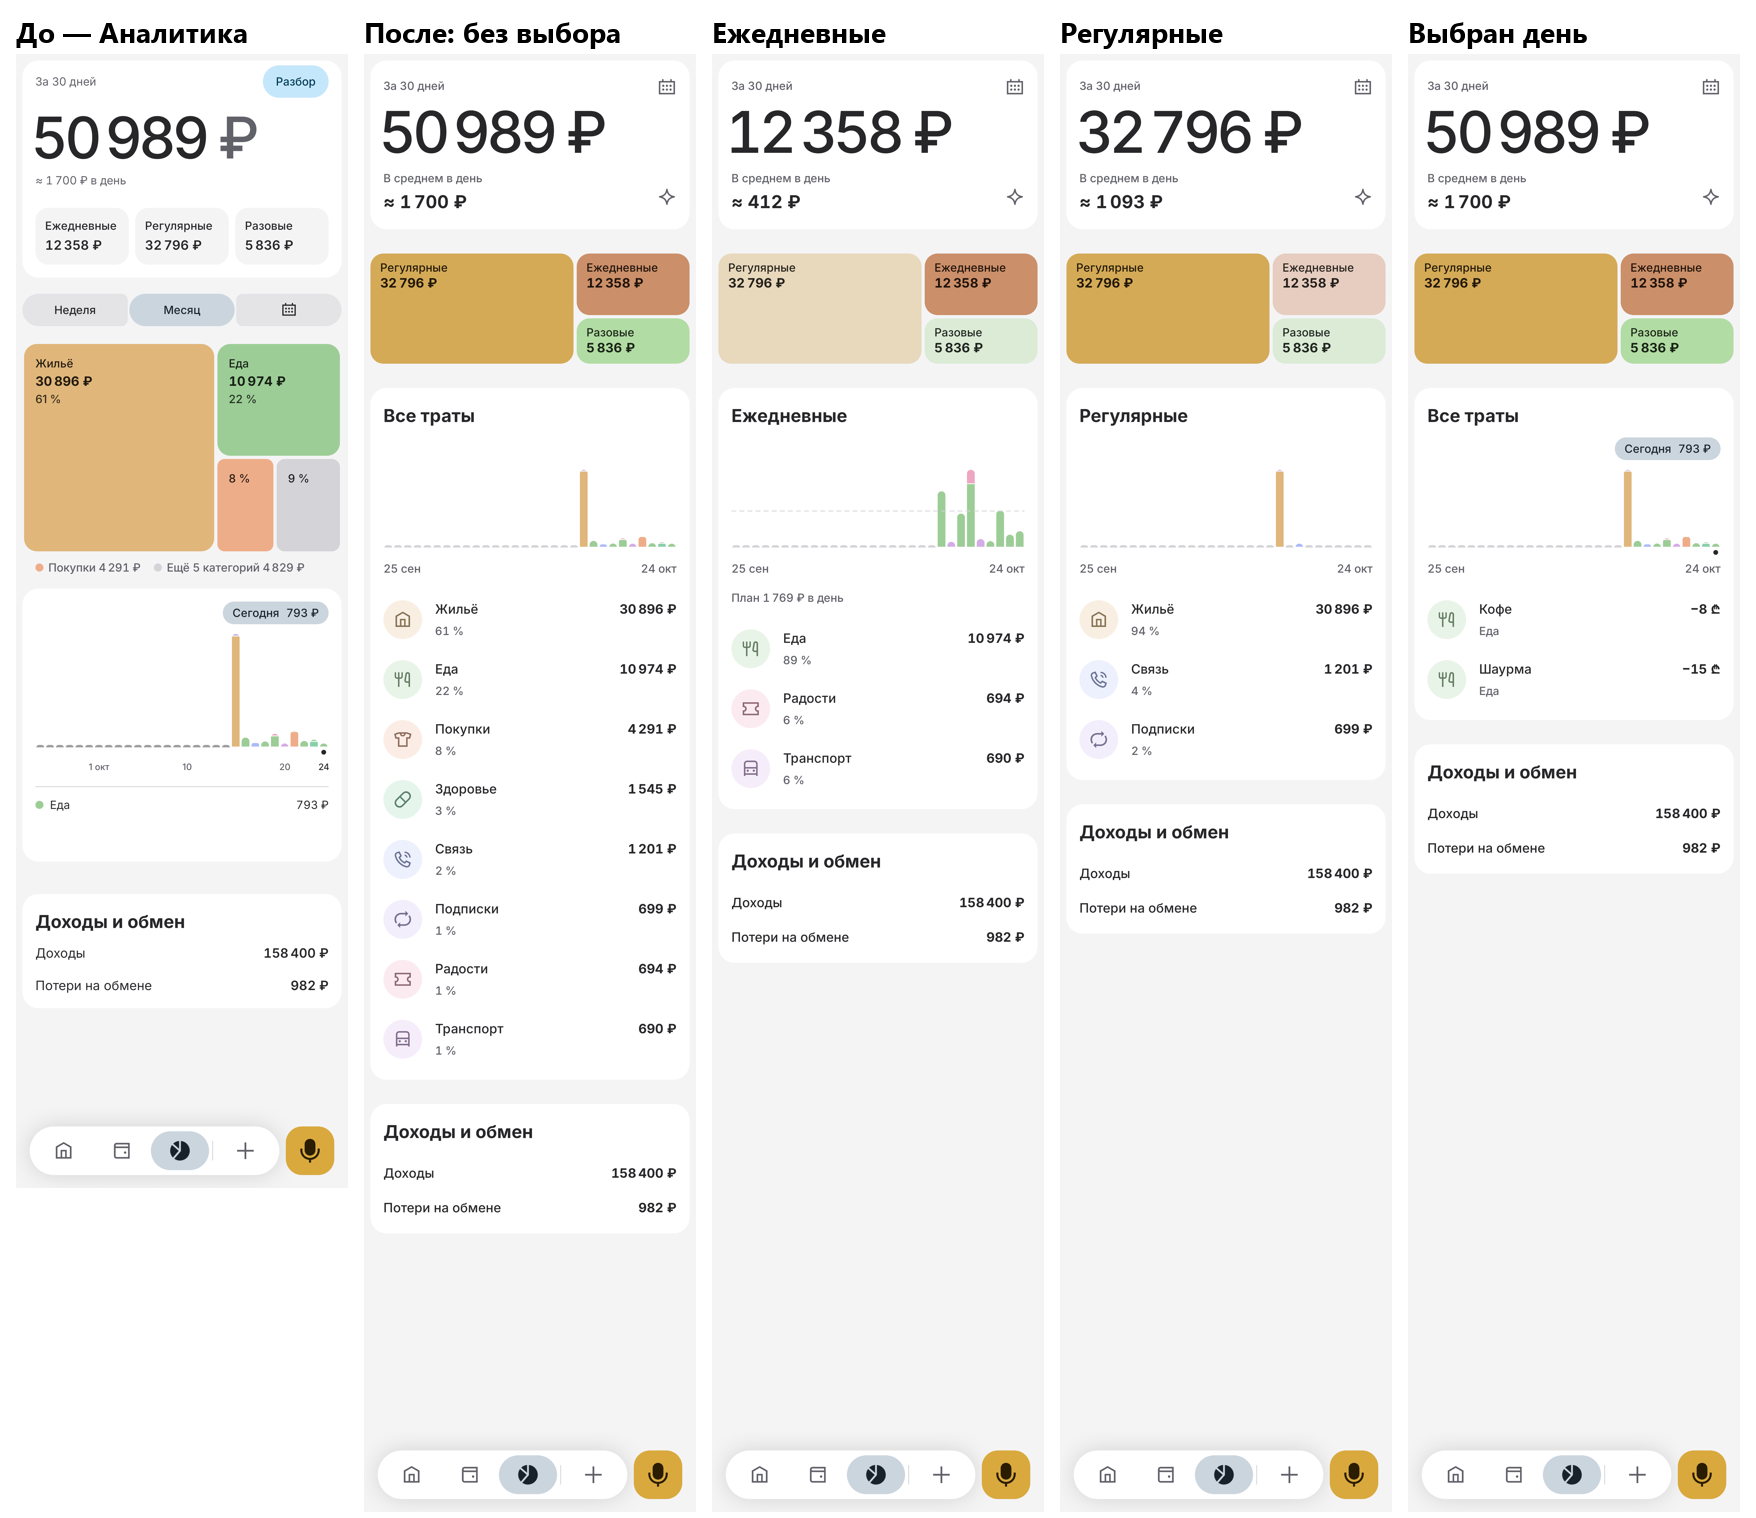 До — Аналитика
За 30 дней
Разбор
50 989 ₽
≈ 1 700 ₽ в день
Ежедневные
12 358 ₽
Регулярные
32 796 ₽
Разовые
5 836 ₽
Неделя
Месяц
Жильё
30 896 ₽
61 %
Еда
10 974 ₽
22 %
8 %
9 %
Покупки 4 291 ₽
Ещё 5 категорий 4 829 ₽
Сегодня 793 ₽
1 окт
10
20
24
Еда
793 ₽
Доходы и обмен
Доходы
158 400 ₽
Потери на обмене
982 ₽
После: без выбора
За 30 дней
50 989 ₽
В среднем в день
≈ 1 700 ₽
Регулярные
32 796 ₽
Ежедневные
12 358 ₽
Разовые
5 836 ₽
Все траты
25 сен
24 окт
Жильё
30 896 ₽
61 %
Еда
10 974 ₽
22 %
Покупки
4 291 ₽
8 %
Здоровье
1 545 ₽
3 %
Связь
1 201 ₽
2 %
Подписки
699 ₽
1 %
Радости
694 ₽
1 %
Транспорт
690 ₽
1 %
Доходы и обмен
Доходы
158 400 ₽
Потери на обмене
982 ₽
Ежедневные
За 30 дней
12 358 ₽
В среднем в день
≈ 412 ₽
Регулярные
32 796 ₽
Ежедневные
12 358 ₽
Разовые
5 836 ₽
Ежедневные
25 сен
24 окт
План 1 769 ₽ в день
Еда
10 974 ₽
89 %
Радости
694 ₽
6 %
Транспорт
690 ₽
6 %
Доходы и обмен
Доходы
158 400 ₽
Потери на обмене
982 ₽
Регулярные
За 30 дней
32 796 ₽
В среднем в день
≈ 1 093 ₽
Регулярные
32 796 ₽
Ежедневные
12 358 ₽
Разовые
5 836 ₽
Регулярные
25 сен
24 окт
Жильё
30 896 ₽
94 %
Связь
1 201 ₽
4 %
Подписки
699 ₽
2 %
Доходы и обмен
Доходы
158 400 ₽
Потери на обмене
982 ₽
Выбран день
За 30 дней
50 989 ₽
В среднем в день
≈ 1 700 ₽
Регулярные
32 796 ₽
Ежедневные
12 358 ₽
Разовые
5 836 ₽
Все траты
Сегодня 793 ₽
25 сен
24 окт
Кофе
−8 ₾
Еда
Шаурма
−15 ₾
Еда
Доходы и обмен
Доходы
158 400 ₽
Потери на обмене
982 ₽